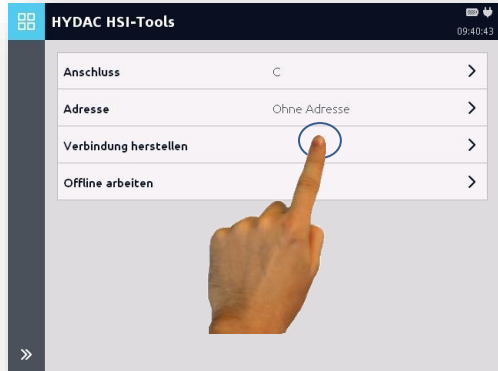 HYDAC HSI-Tools
09:40:43
Anschluss C
Adresse Ohne Adresse
Verbindung herstellen
Offline arbeiten